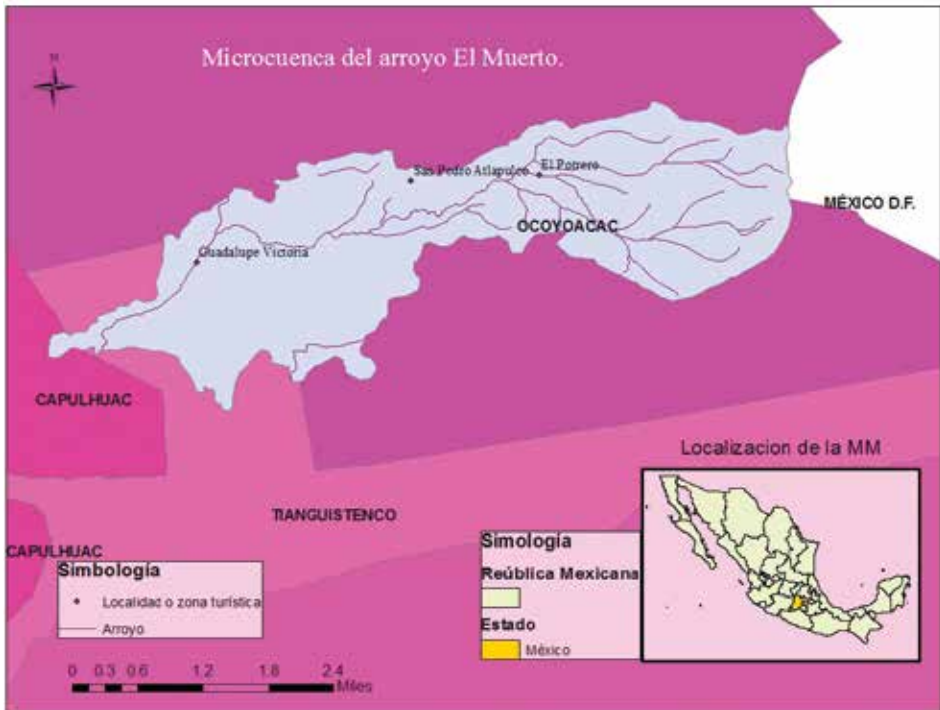 Microcuenca del arroyo El Muerto.
N
San Pedro Atlapulco
El Potrero
MÉXICO D.F.
OCOYOACAC
Guadalupe Victoria
CAPULHUAC
Localizacion de la MM
TIANGUISTENCO
CAPULHUAC
Simbología
Localidad o zona turística
Arroyo
0 0.3 0.6 1.2 1.8 2.4
Miles
Simología
Reública Mexicana
Estado
México